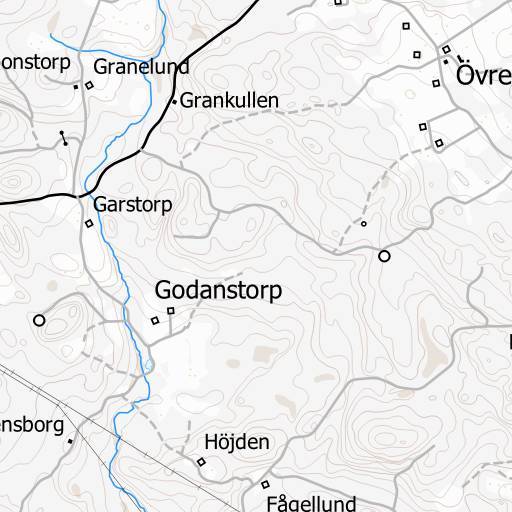 onstorp
Granelund
Övre
Grankullen
Garstorp
Godanstorp
ensborg
Höjden
Fågellund